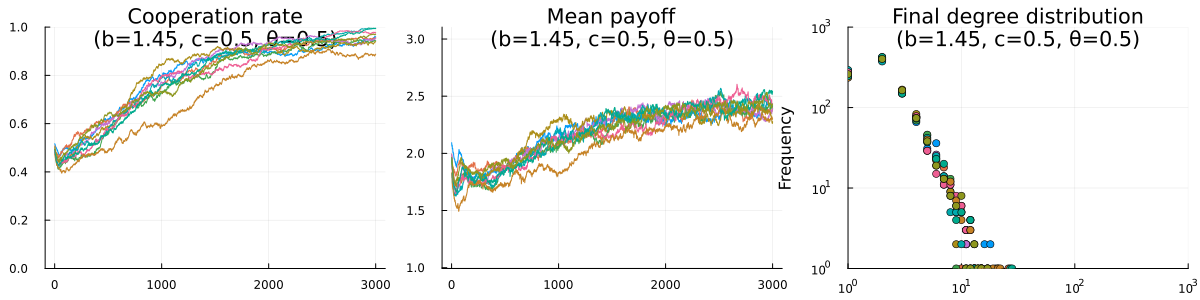 Cooperation rate
(b=1.45, c=0.5, θ=0.5)
1.0
0.8
0.6
0.4
0.2
0.0
0 1000 2000 3000
Mean payoff
(b=1.45, c=0.5, θ=0.5)
3.0
2.5
2.0
1.5
1.0
0 1000 2000 3000
Final degree distribution
(b=1.45, c=0.5, θ=0.5)
Frequency
10³
10²
10¹
10⁰
10⁰ 10¹ 10² 10³